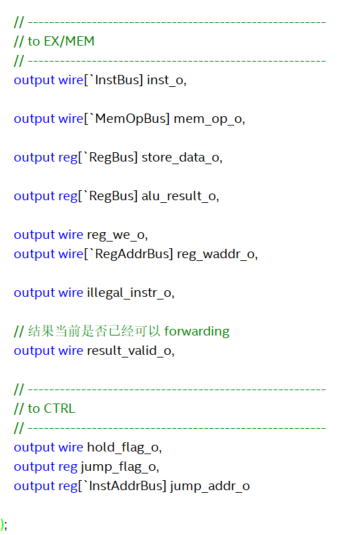 // --------------------------------------------------------
// to EX/MEM
// --------------------------------------------------------
output wire[`InstBus] inst_o,
output wire[`MemOpBus] mem_op_o,
output reg[`RegBus] store_data_o,
output reg[`RegBus] alu_result_o,
output wire reg_we_o,
output wire[`RegAddrBus] reg_waddr_o,
output wire illegal_instr_o,
// 结果当前是否已经可以 forwarding
output wire result_valid_o,
// --------------------------------------------------------
// to CTRL
// --------------------------------------------------------
output wire hold_flag_o,
output reg jump_flag_o,
output reg[`InstAddrBus] jump_addr_o
);